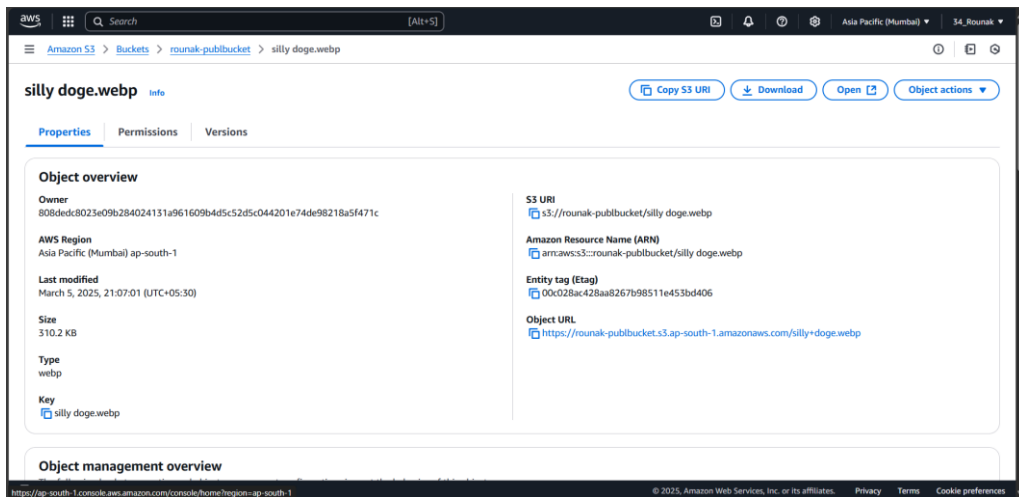 aws Search [Alt+S] Asia Pacific (Mumbai) ▼ 34_Rounak ▼
Amazon S3 > Buckets > rounak-publbucket > silly doge.webp
silly doge.webp Info Copy S3 URI Download Open Object actions ▼
Properties Permissions Versions
Object overview
Owner
808dedc8023e09b284024131a961609b4d5c52d5c044201e74de98218a5f471c
AWS Region
Asia Pacific (Mumbai) ap-south-1
Last modified
March 5, 2025, 21:07:01 (UTC+05:30)
Size
310.2 KB
Type
webp
Key
silly doge.webp
S3 URI
s3://rounak-publbucket/silly doge.webp
Amazon Resource Name (ARN)
arn:aws:s3:::rounak-publbucket/silly doge.webp
Entity tag (Etag)
00c028ac428aa8267b98511e453bd406
Object URL
https://rounak-publbucket.s3.ap-south-1.amazonaws.com/silly+doge.webp
Object management overview
https://ap-south-1.console.aws.amazon.com/console/home?region=ap-south-1
© 2025, Amazon Web Services, Inc. or its affiliates. Privacy Terms Cookie preferences